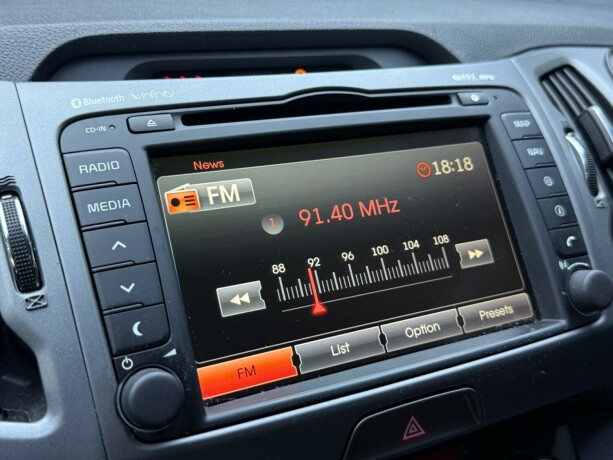 Bluetooth infinity
CD-IN
RADIO
MEDIA
News
18:18
FM
1
91.40 MHz
88 92 96 100 104 108
FM
List
Option
Presets
MAP
NAV